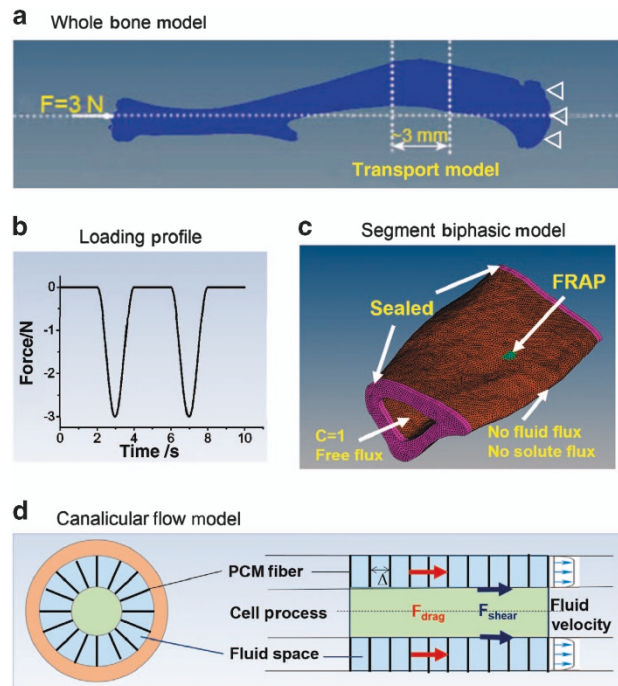 a Whole bone model
F=3 N
~3 mm
Transport model
b Loading profile
Force/N
0
-1
-2
-3
0 2 4 6 8 10
Time /s
c Segment biphasic model
FRAP
Sealed
C=1
Free flux
No fluid flux
No solute flux
d Canalicular flow model
PCM fiber
Cell process
Fluid space
Λ
F_drag
F_shear
Fluid
velocity